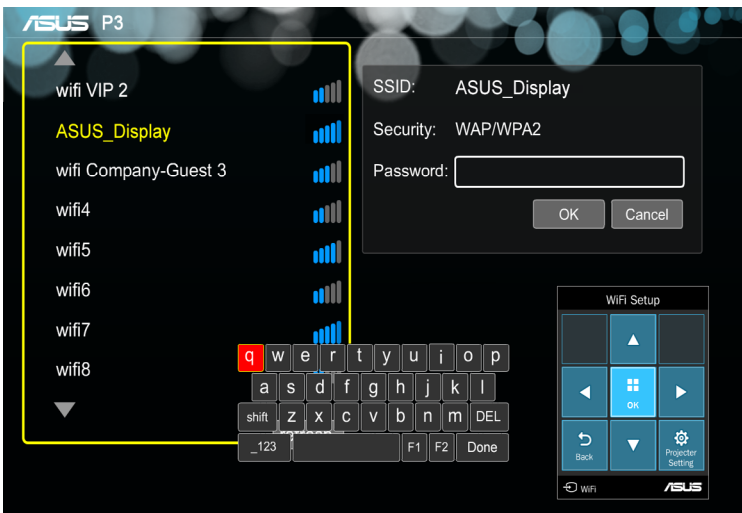 ASUS P3
wifi VIP 2
ASUS_Display
wifi Company-Guest 3
wifi4
wifi5
wifi6
wifi7
wifi8
SSID: ASUS_Display
Security: WAP/WPA2
Password:
OK Cancel
q w e r t y u i o p
a s d f g h j k l
shift z x c v b n m DEL
_123 F1 F2 Done
WiFi Setup
OK
Back
Projecter
Setting
WiFi ASUS